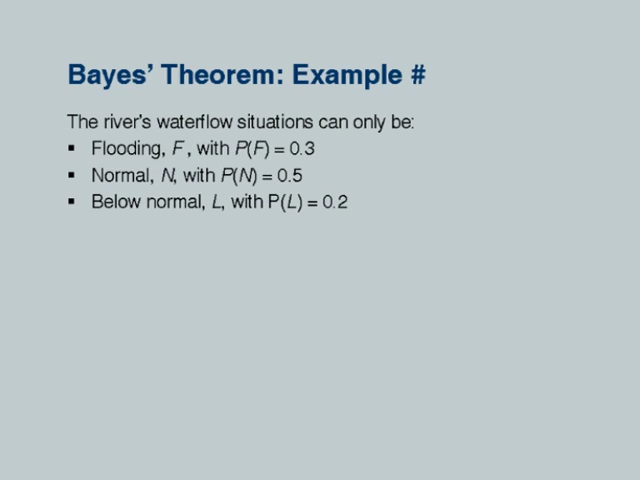 Bayes’ Theorem: Example #
The river’s waterflow situations can only be:
▪ Flooding, F , with P(F) = 0.3
▪ Normal, N, with P(N) = 0.5
▪ Below normal, L, with P(L) = 0.2